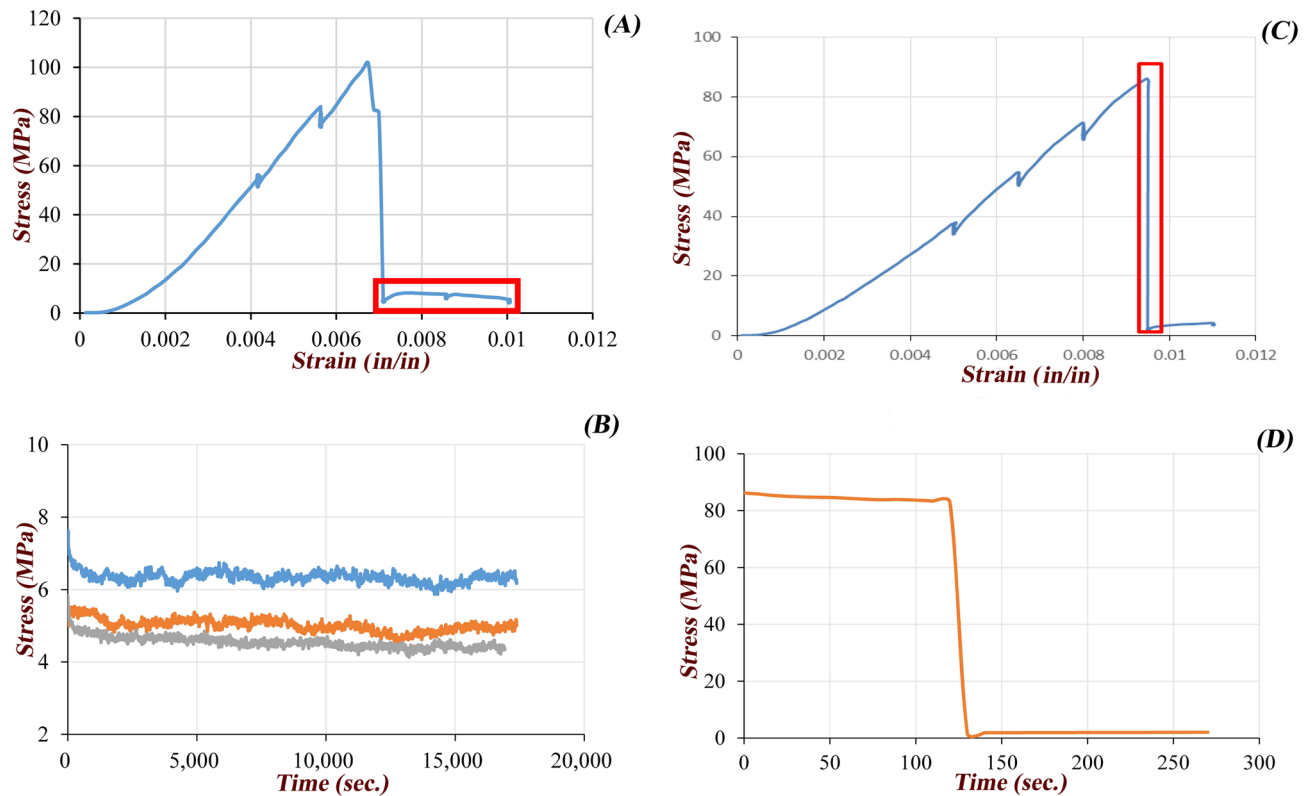 (A)
120
100
80
60
40
20
0
Stress (MPa)
0 0.002 0.004 0.006 0.008 0.01 0.012
Strain (in/in)
(C)
100
80
60
40
20
0
Stress (MPa)
0 0.002 0.004 0.006 0.008 0.01 0.012
Strain (in/in)
(B)
10
8
6
4
2
Stress (MPa)
0 5,000 10,000 15,000 20,000
Time (sec.)
(D)
100
80
60
40
20
0
Stress (MPa)
0 50 100 150 200 250 300
Time (sec.)